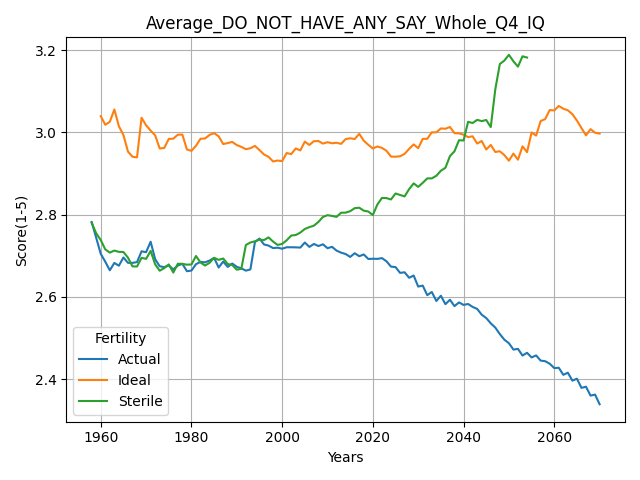 Average_DO_NOT_HAVE_ANY_SAY_Whole_Q4_IQ
Score(1-5)
3.2
3.0
2.8
2.6
2.4
Fertility
Actual
Ideal
Sterile
1960 1980 2000 2020 2040 2060
Years